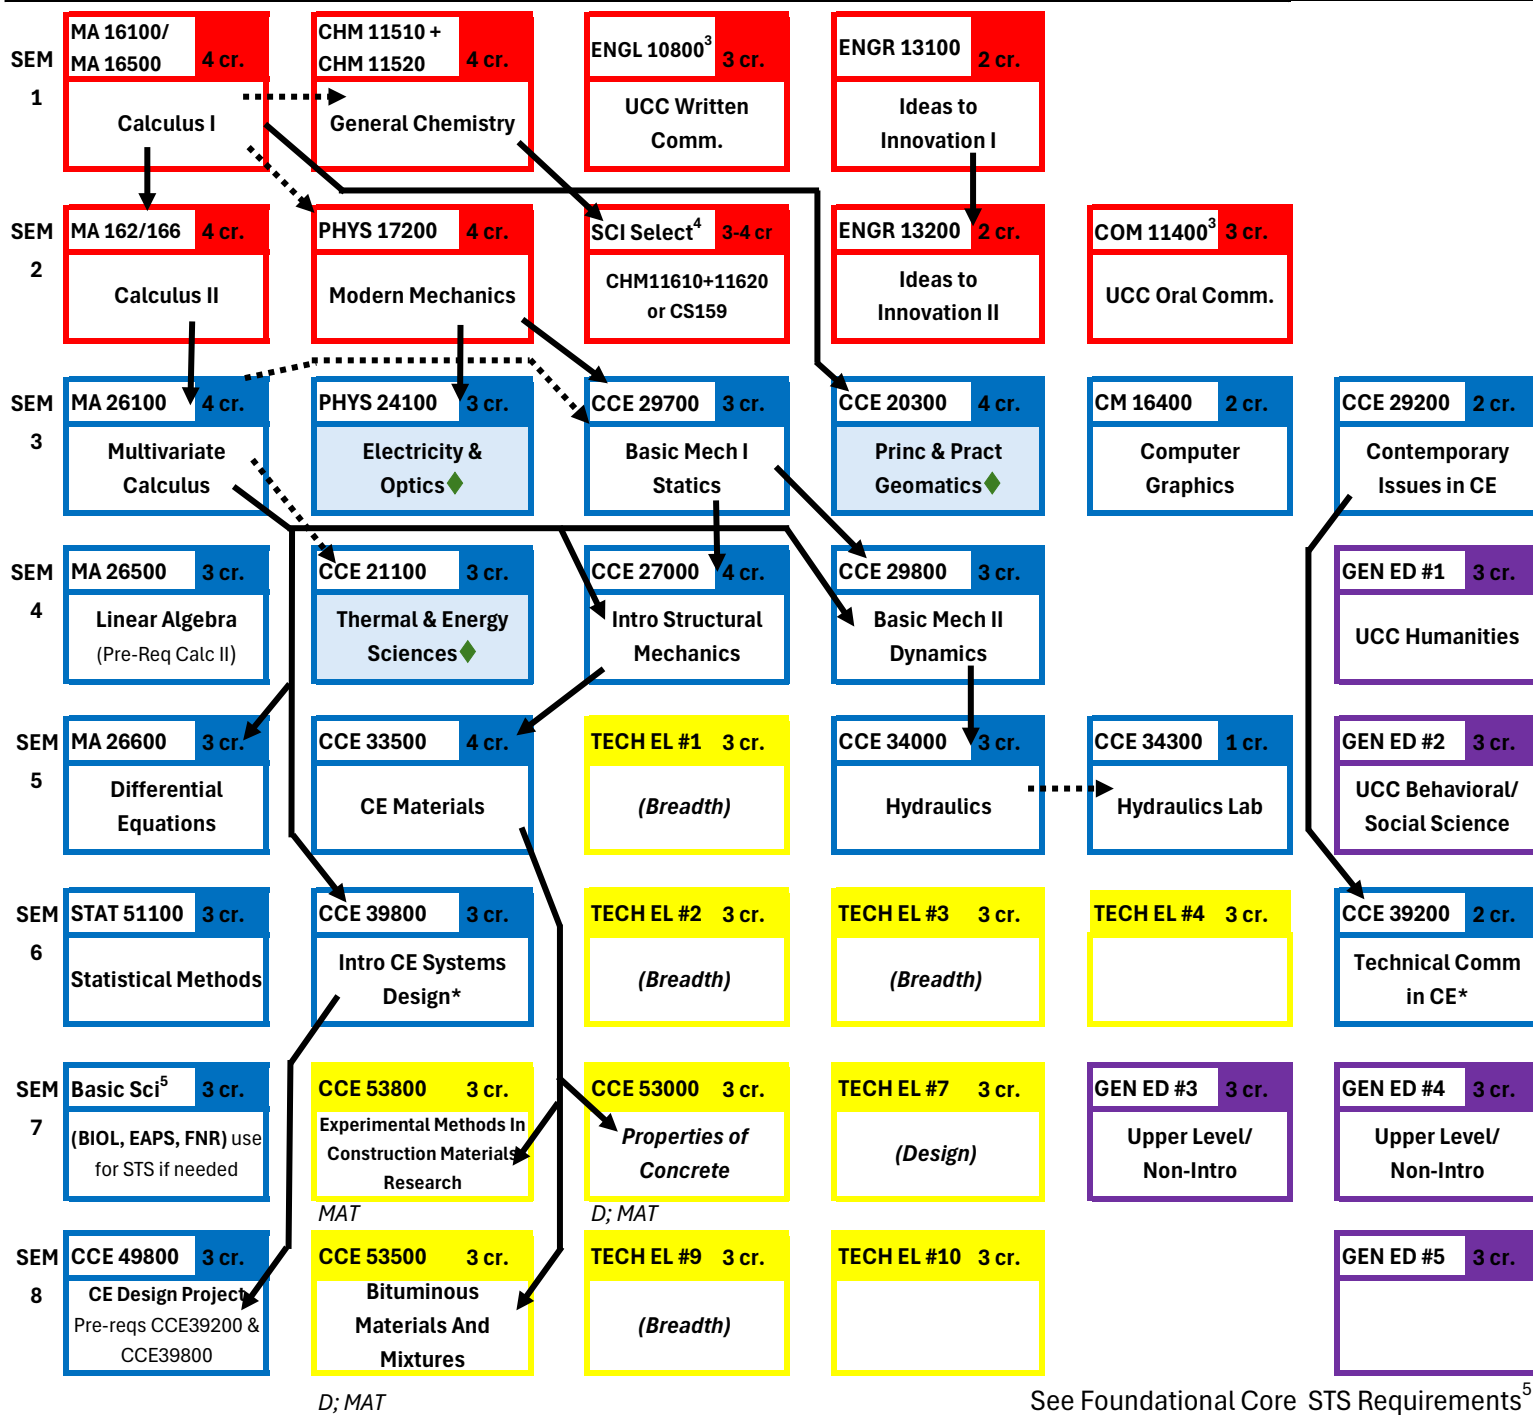 SEM
1
MA 16100/
MA 16500
4 cr.
Calculus I
CHM 11510 +
CHM 11520
4 cr.
General Chemistry
ENGL 10800³
3 cr.
UCC Written
Comm.
ENGR 13100
2 cr.
Ideas to
Innovation I
SEM
2
MA 162/166
4 cr.
Calculus II
PHYS 17200
4 cr.
Modern Mechanics
SCI Select⁴
3-4 cr
CHM11610+11620
or CS159
ENGR 13200
2 cr.
Ideas to
Innovation II
COM 11400³
3 cr.
UCC Oral Comm.
SEM
3
MA 26100
4 cr.
Multivariate
Calculus
PHYS 24100
3 cr.
Electricity &
Optics♦
CCE 29700
3 cr.
Basic Mech I
Statics
CCE 20300
4 cr.
Princ & Pract
Geomatics♦
CM 16400
2 cr.
Computer
Graphics
CCE 29200
2 cr.
Contemporary
Issues in CE
SEM
4
MA 26500
3 cr.
Linear Algebra
(Pre-Req Calc II)
CCE 21100
3 cr.
Thermal & Energy
Sciences♦
CCE 27000
4 cr.
Intro Structural
Mechanics
CCE 29800
3 cr.
Basic Mech II
Dynamics
GEN ED #1
3 cr.
UCC Humanities
SEM
5
MA 26600
3 cr.
Differential
Equations
CCE 33500
4 cr.
CE Materials
TECH EL #1
3 cr.
(Breadth)
CCE 34000
3 cr.
Hydraulics
CCE 34300
1 cr.
Hydraulics Lab
GEN ED #2
3 cr.
UCC Behavioral/
Social Science
SEM
6
STAT 51100
3 cr.
Statistical Methods
CCE 39800
3 cr.
Intro CE Systems
Design*
TECH EL #2
3 cr.
(Breadth)
TECH EL #3
3 cr.
(Breadth)
TECH EL #4
3 cr.
CCE 39200
2 cr.
Technical Comm
in CE*
SEM
7
Basic Sci⁵
3 cr.
(BIOL, EAPS, FNR) use
for STS if needed
CCE 53800
3 cr.
Experimental Methods In
Construction Materials
Research
MAT
CCE 53000
3 cr.
Properties of
Concrete
D; MAT
TECH EL #7
3 cr.
(Design)
GEN ED #3
3 cr.
Upper Level/
Non-Intro
GEN ED #4
3 cr.
Upper Level/
Non-Intro
SEM
8
CCE 49800
3 cr.
CE Design Project
Pre-reqs CCE39200 &
CCE39800
CCE 53500
3 cr.
Bituminous
Materials And
Mixtures
D; MAT
TECH EL #9
3 cr.
(Breadth)
TECH EL #10
3 cr.
GEN ED #5
3 cr.
See Foundational Core STS Requirements⁵